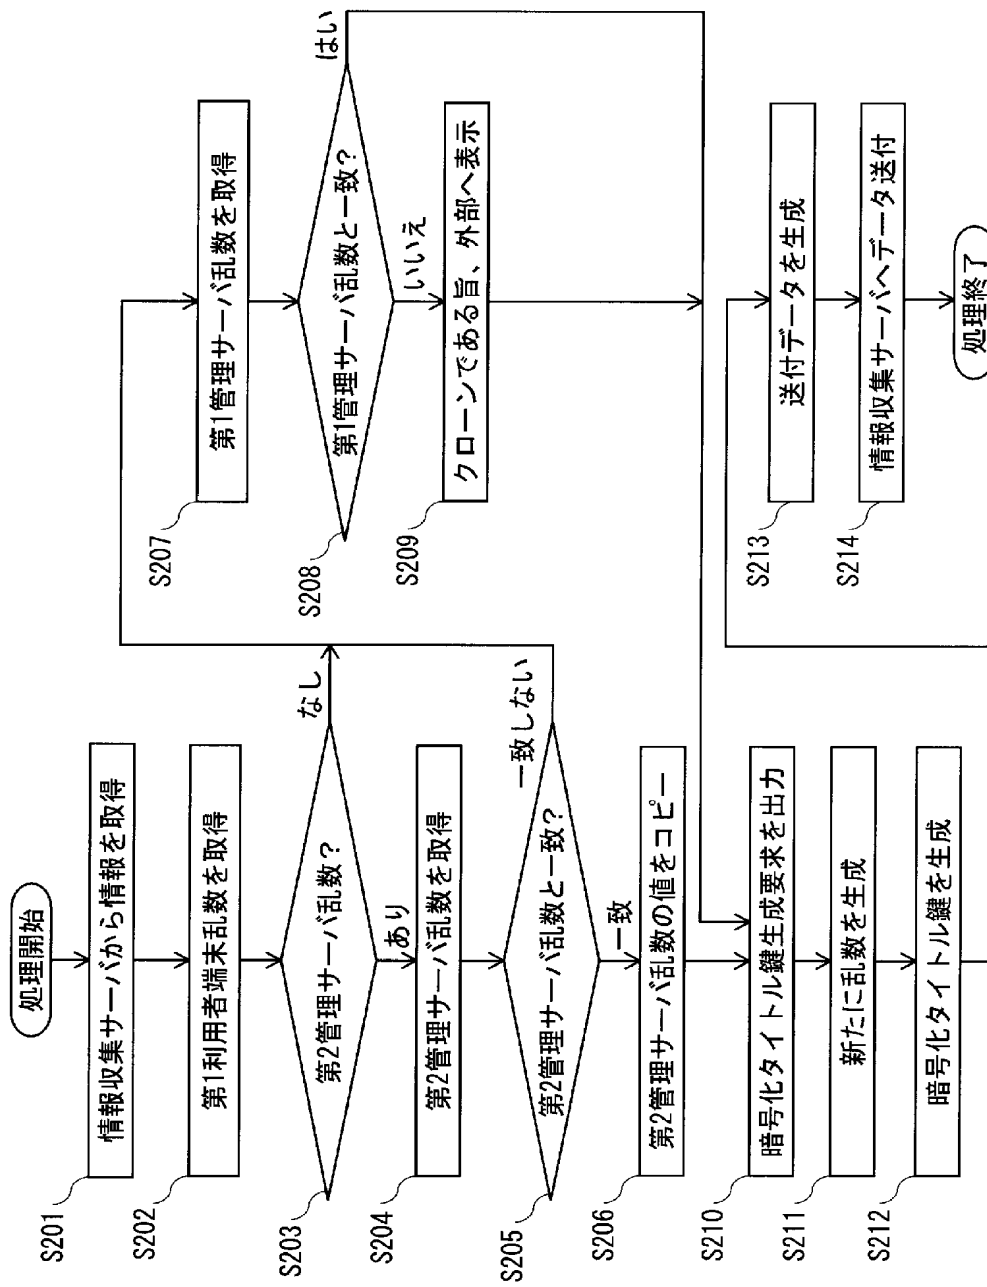 処理開始
S201
情報収集サーバから情報を取得
S202
第1利用者端末乱数を取得
S203
第2管理サーバ乱数?
なし
あり
S204
第2管理サーバ乱数を取得
S205
第2管理サーバ乱数と一致?
一致しない
一致
S206
第2管理サーバ乱数の値をコピー
S207
第1管理サーバ乱数を取得
S208
第1管理サーバ乱数と一致?
はい
いいえ
S209
クローンである旨、外部へ表示
S210
暗号化タイトル鍵生成要求を出力
S211
新たに乱数を生成
S212
暗号化タイトル鍵を生成
S213
送付データを生成
S214
情報収集サーバへデータ送付
処理終了